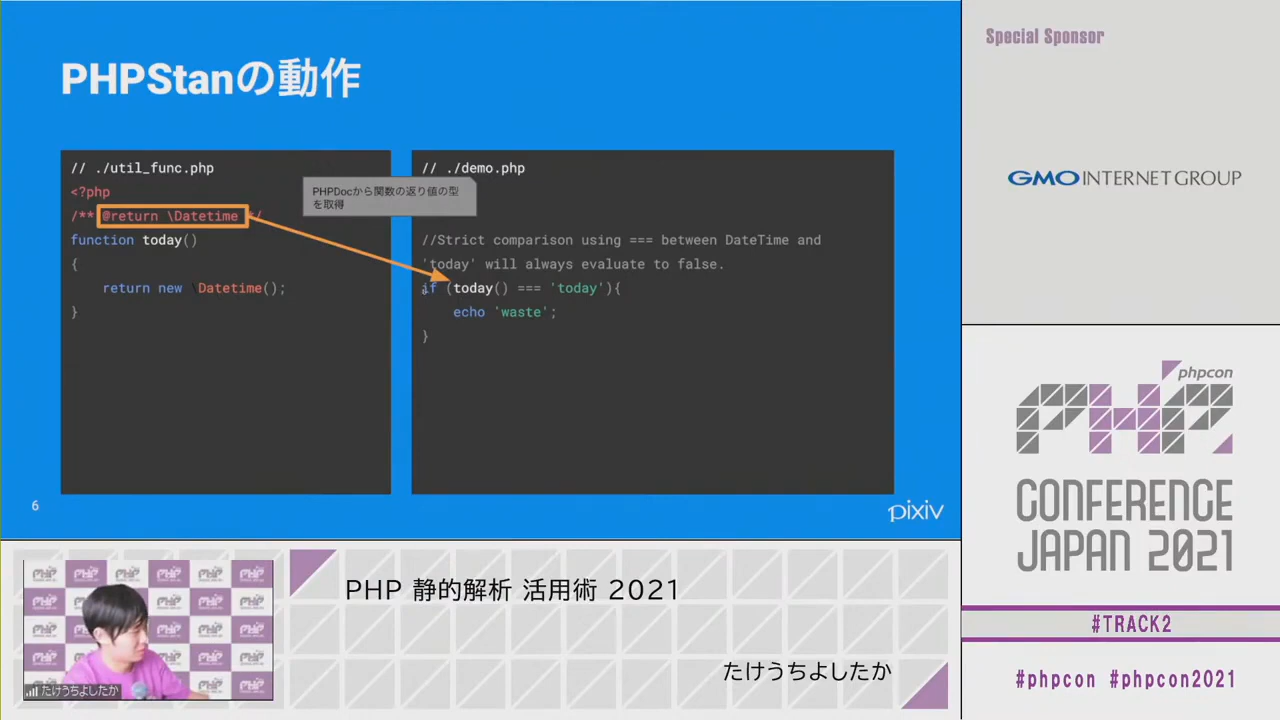 PHPStanの動作
// ./util_func.php
<?php
/** @return \Datetime */
function today()
{
return new \Datetime();
}
PHPDocから関数の返り値の型
を取得
// ./demo.php
//Strict comparison using === between DateTime and
'today' will always evaluate to false.
if (today() === 'today'){
echo 'waste';
}
6
pixiv
Special Sponsor
GMO INTERNET GROUP
phpcon
PHP
CONFERENCE
JAPAN 2021
#TRACK2
#phpcon #phpcon2021
PHP 静的解析 活用術 2021
たけうちよしたか
たけうちよしたか